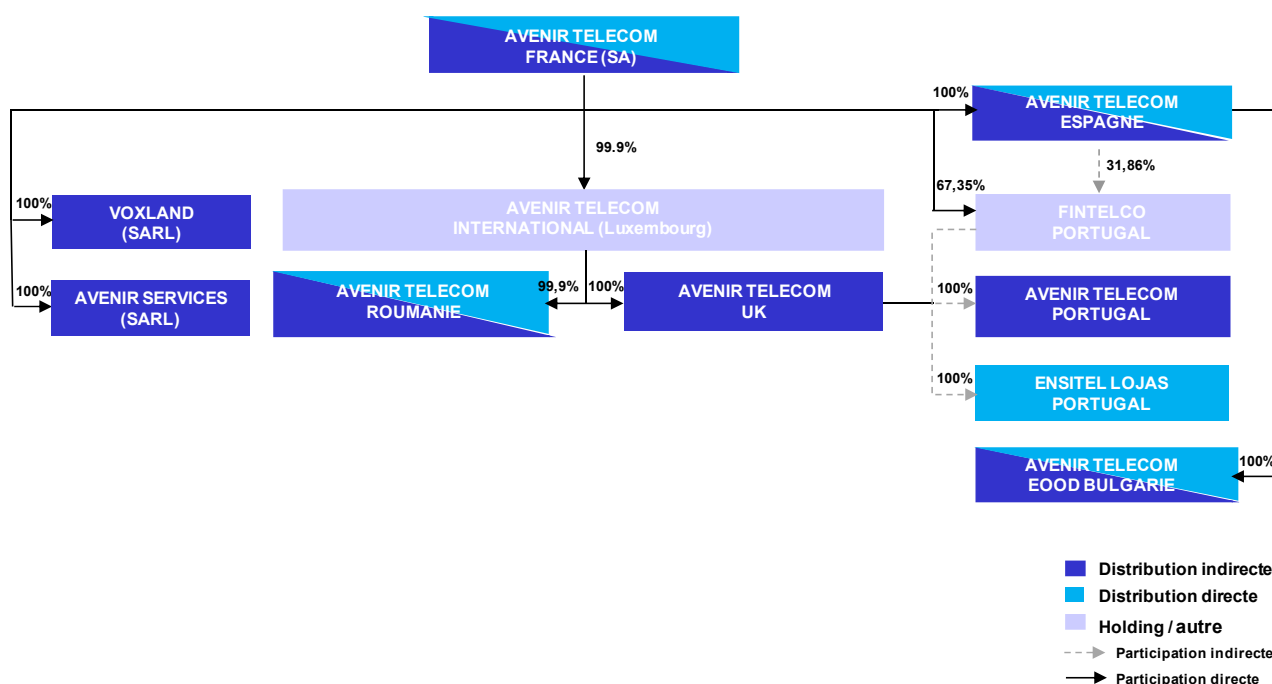 AVENIR TELECOM
FRANCE (SA)
100%
AVENIR TELECOM
ESPAGNE
99.9%
31,86%
67,35%
100%
VOXLAND
(SARL)
AVENIR TELECOM
INTERNATIONAL (Luxembourg)
FINTELCO
PORTUGAL
100%
AVENIR SERVICES
(SARL)
AVENIR TELECOM
ROUMANIE
99,9%
100%
AVENIR TELECOM
UK
100%
AVENIR TELECOM
PORTUGAL
100%
ENSITEL LOJAS
PORTUGAL
AVENIR TELECOM
EOOD BULGARIE
100%
Distribution indirecte
Distribution directe
Holding / autre
Participation indirecte
Participation directe